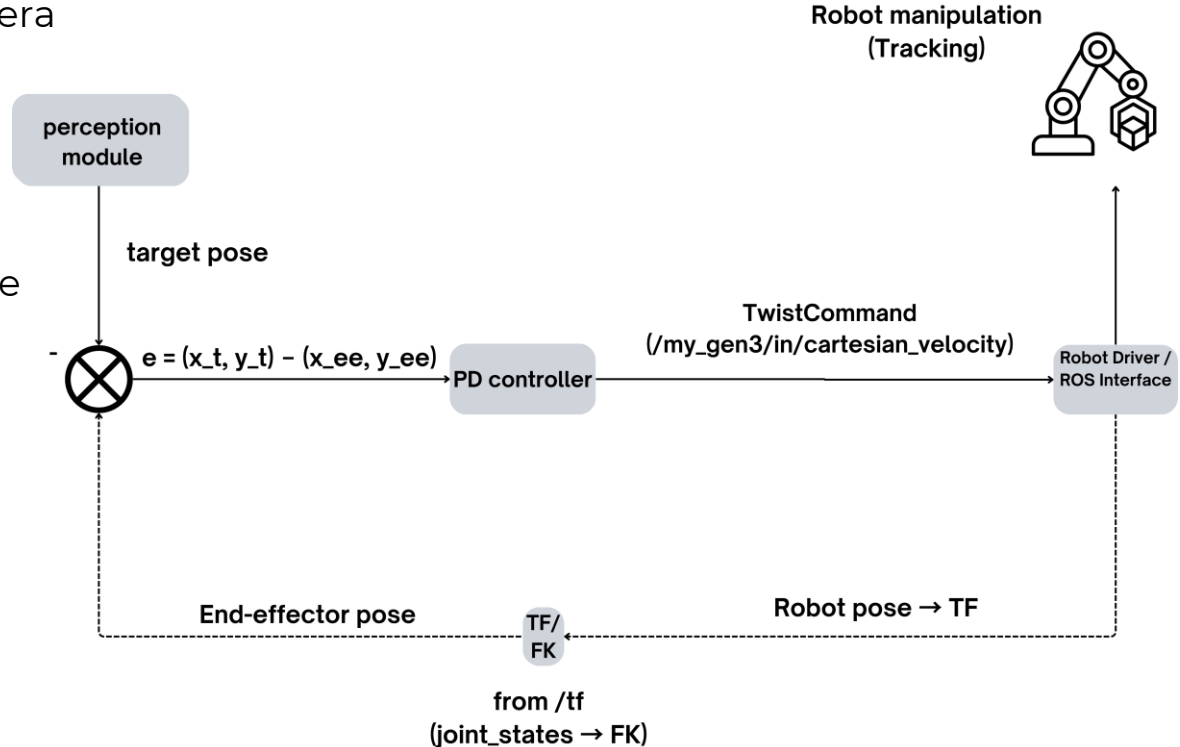 era
Robot manipulation
(Tracking)
perception
module
target pose
e
TwistCommand
(/my_gen3/in/cartesian_velocity)
-
e = (x_t, y_t) – (x_ee, y_ee)
PD controller
Robot Driver /
ROS Interface
End-effector pose
TF/
FK
Robot pose → TF
from /tf
(joint_states → FK)